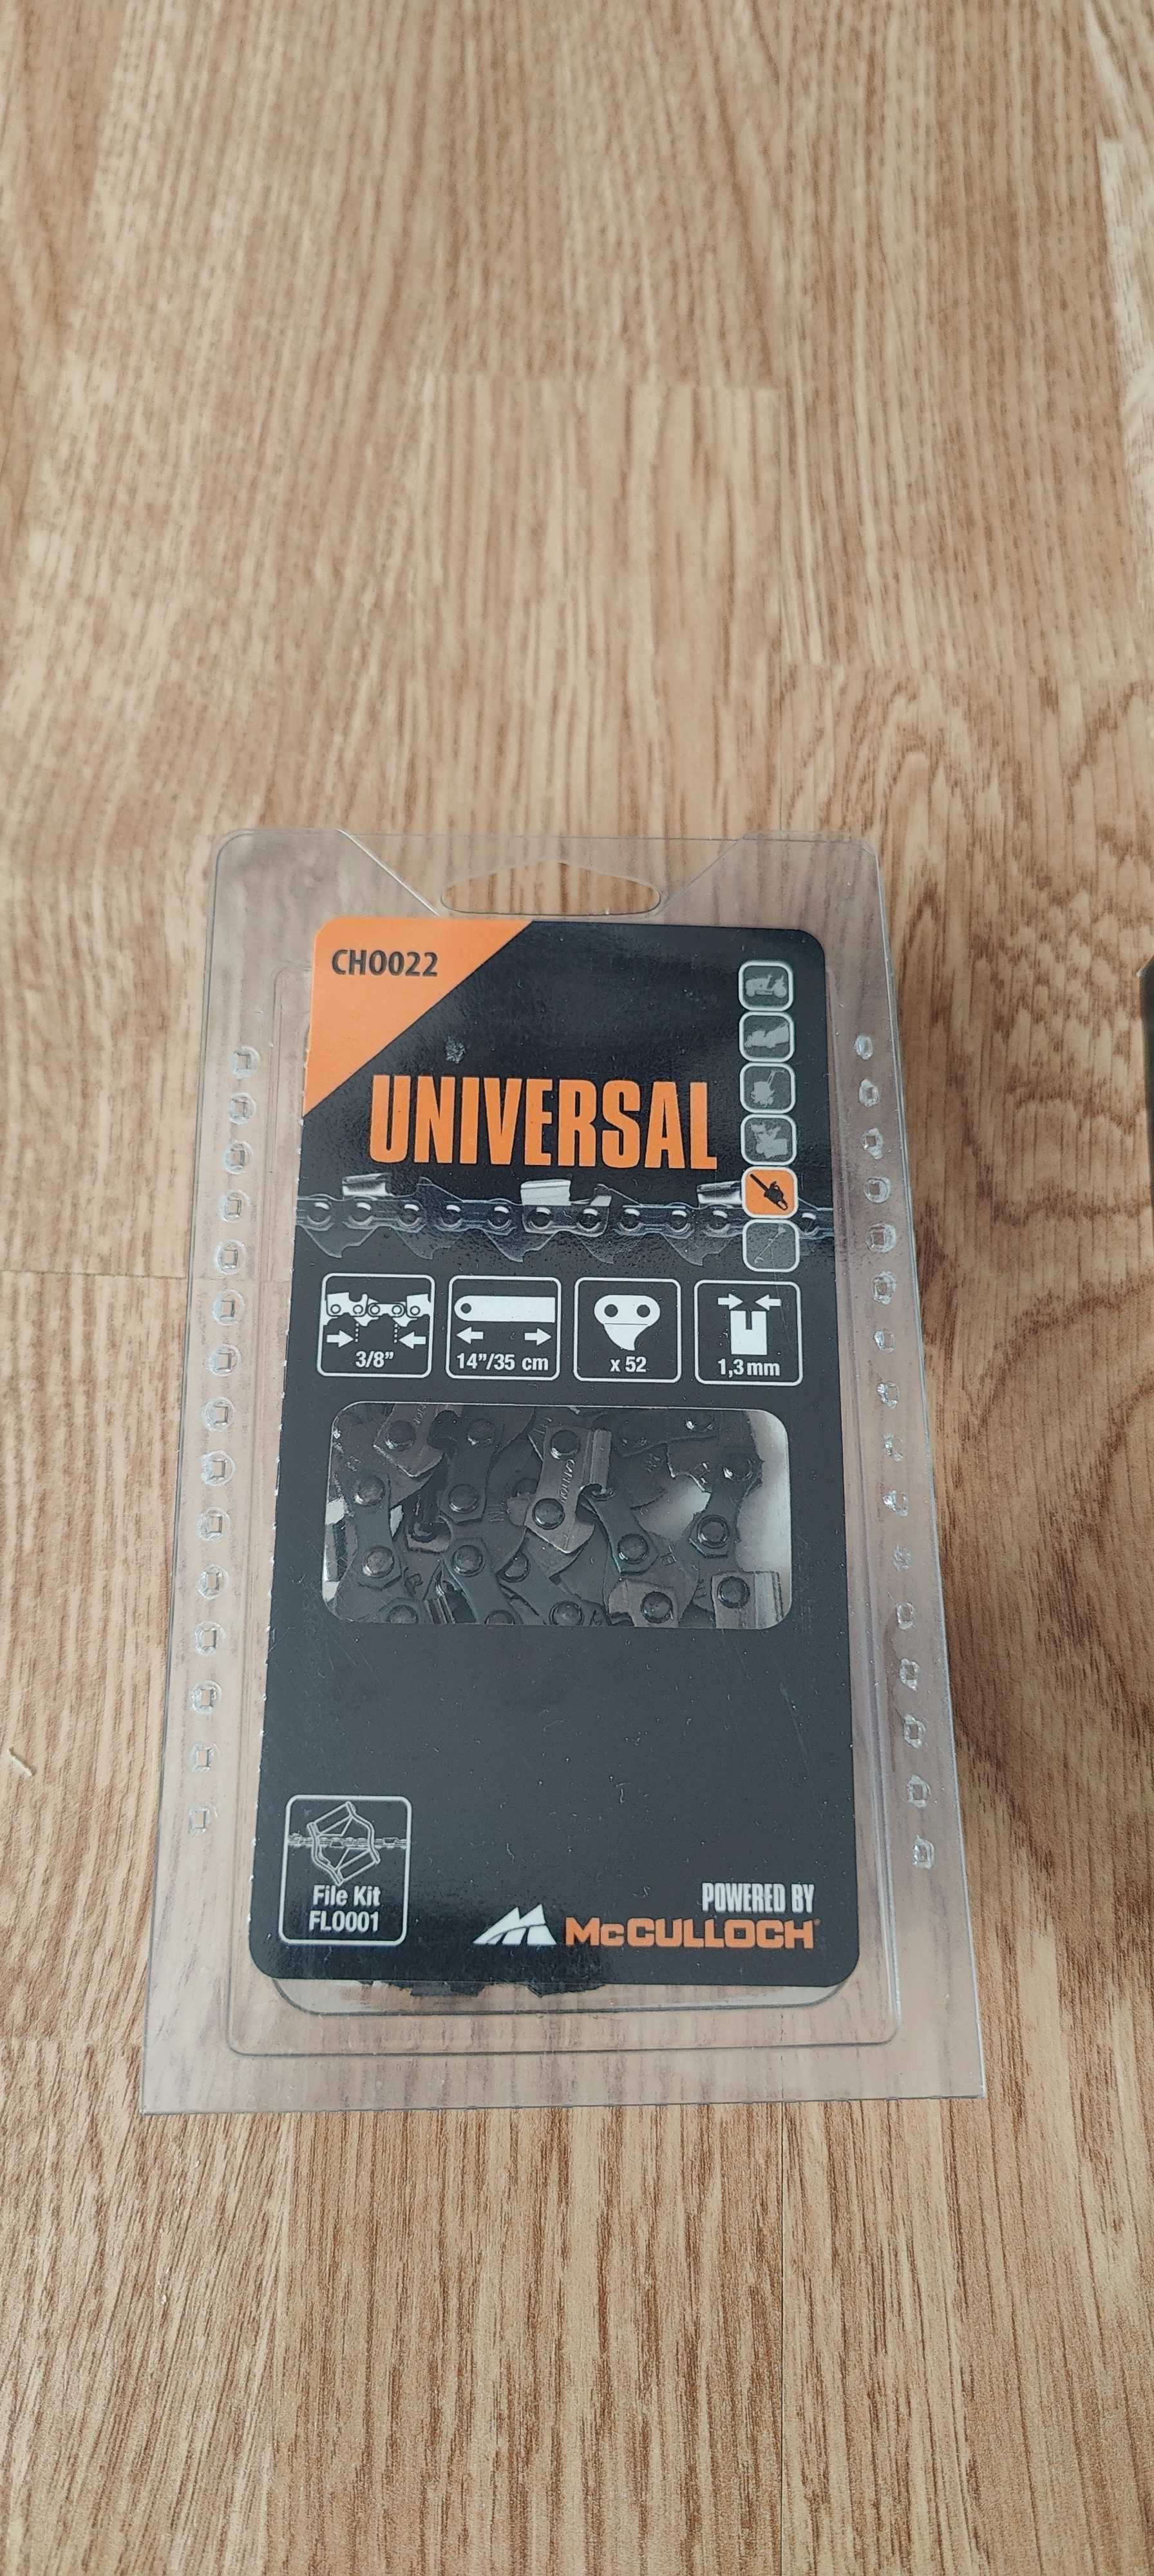 CHO022
UNIVERSAL
3/8”
14”/35 cm
x 52
1,3 mm
File Kit
FLO001
POWERED BY
McCULLOCH